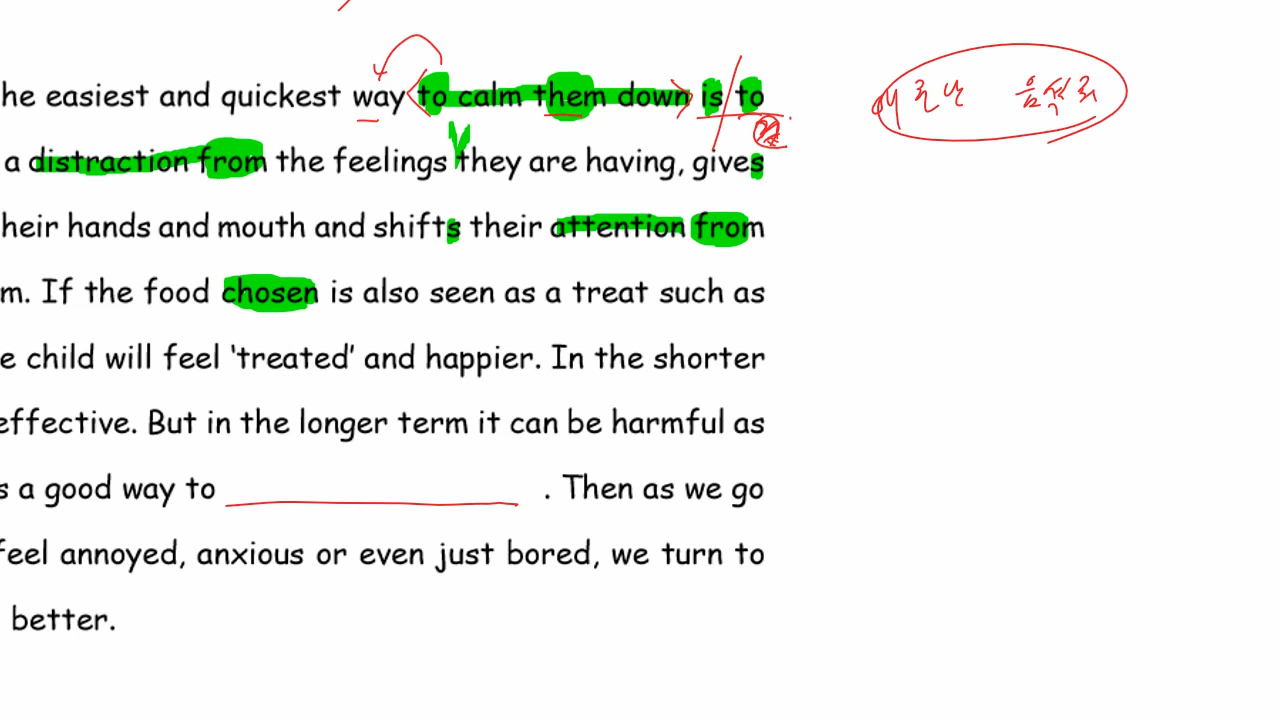 he easiest and quickest way to calm them down is to
a distraction from the feelings they are having, gives
heir hands and mouth and shifts their attention from
m. If the food chosen is also seen as a treat such as
e child will feel 'treated' and happier. In the shorter
effective. But in the longer term it can be harmful as
s a good way to . Then as we go
feel annoyed, anxious or even just bored, we turn to
better.